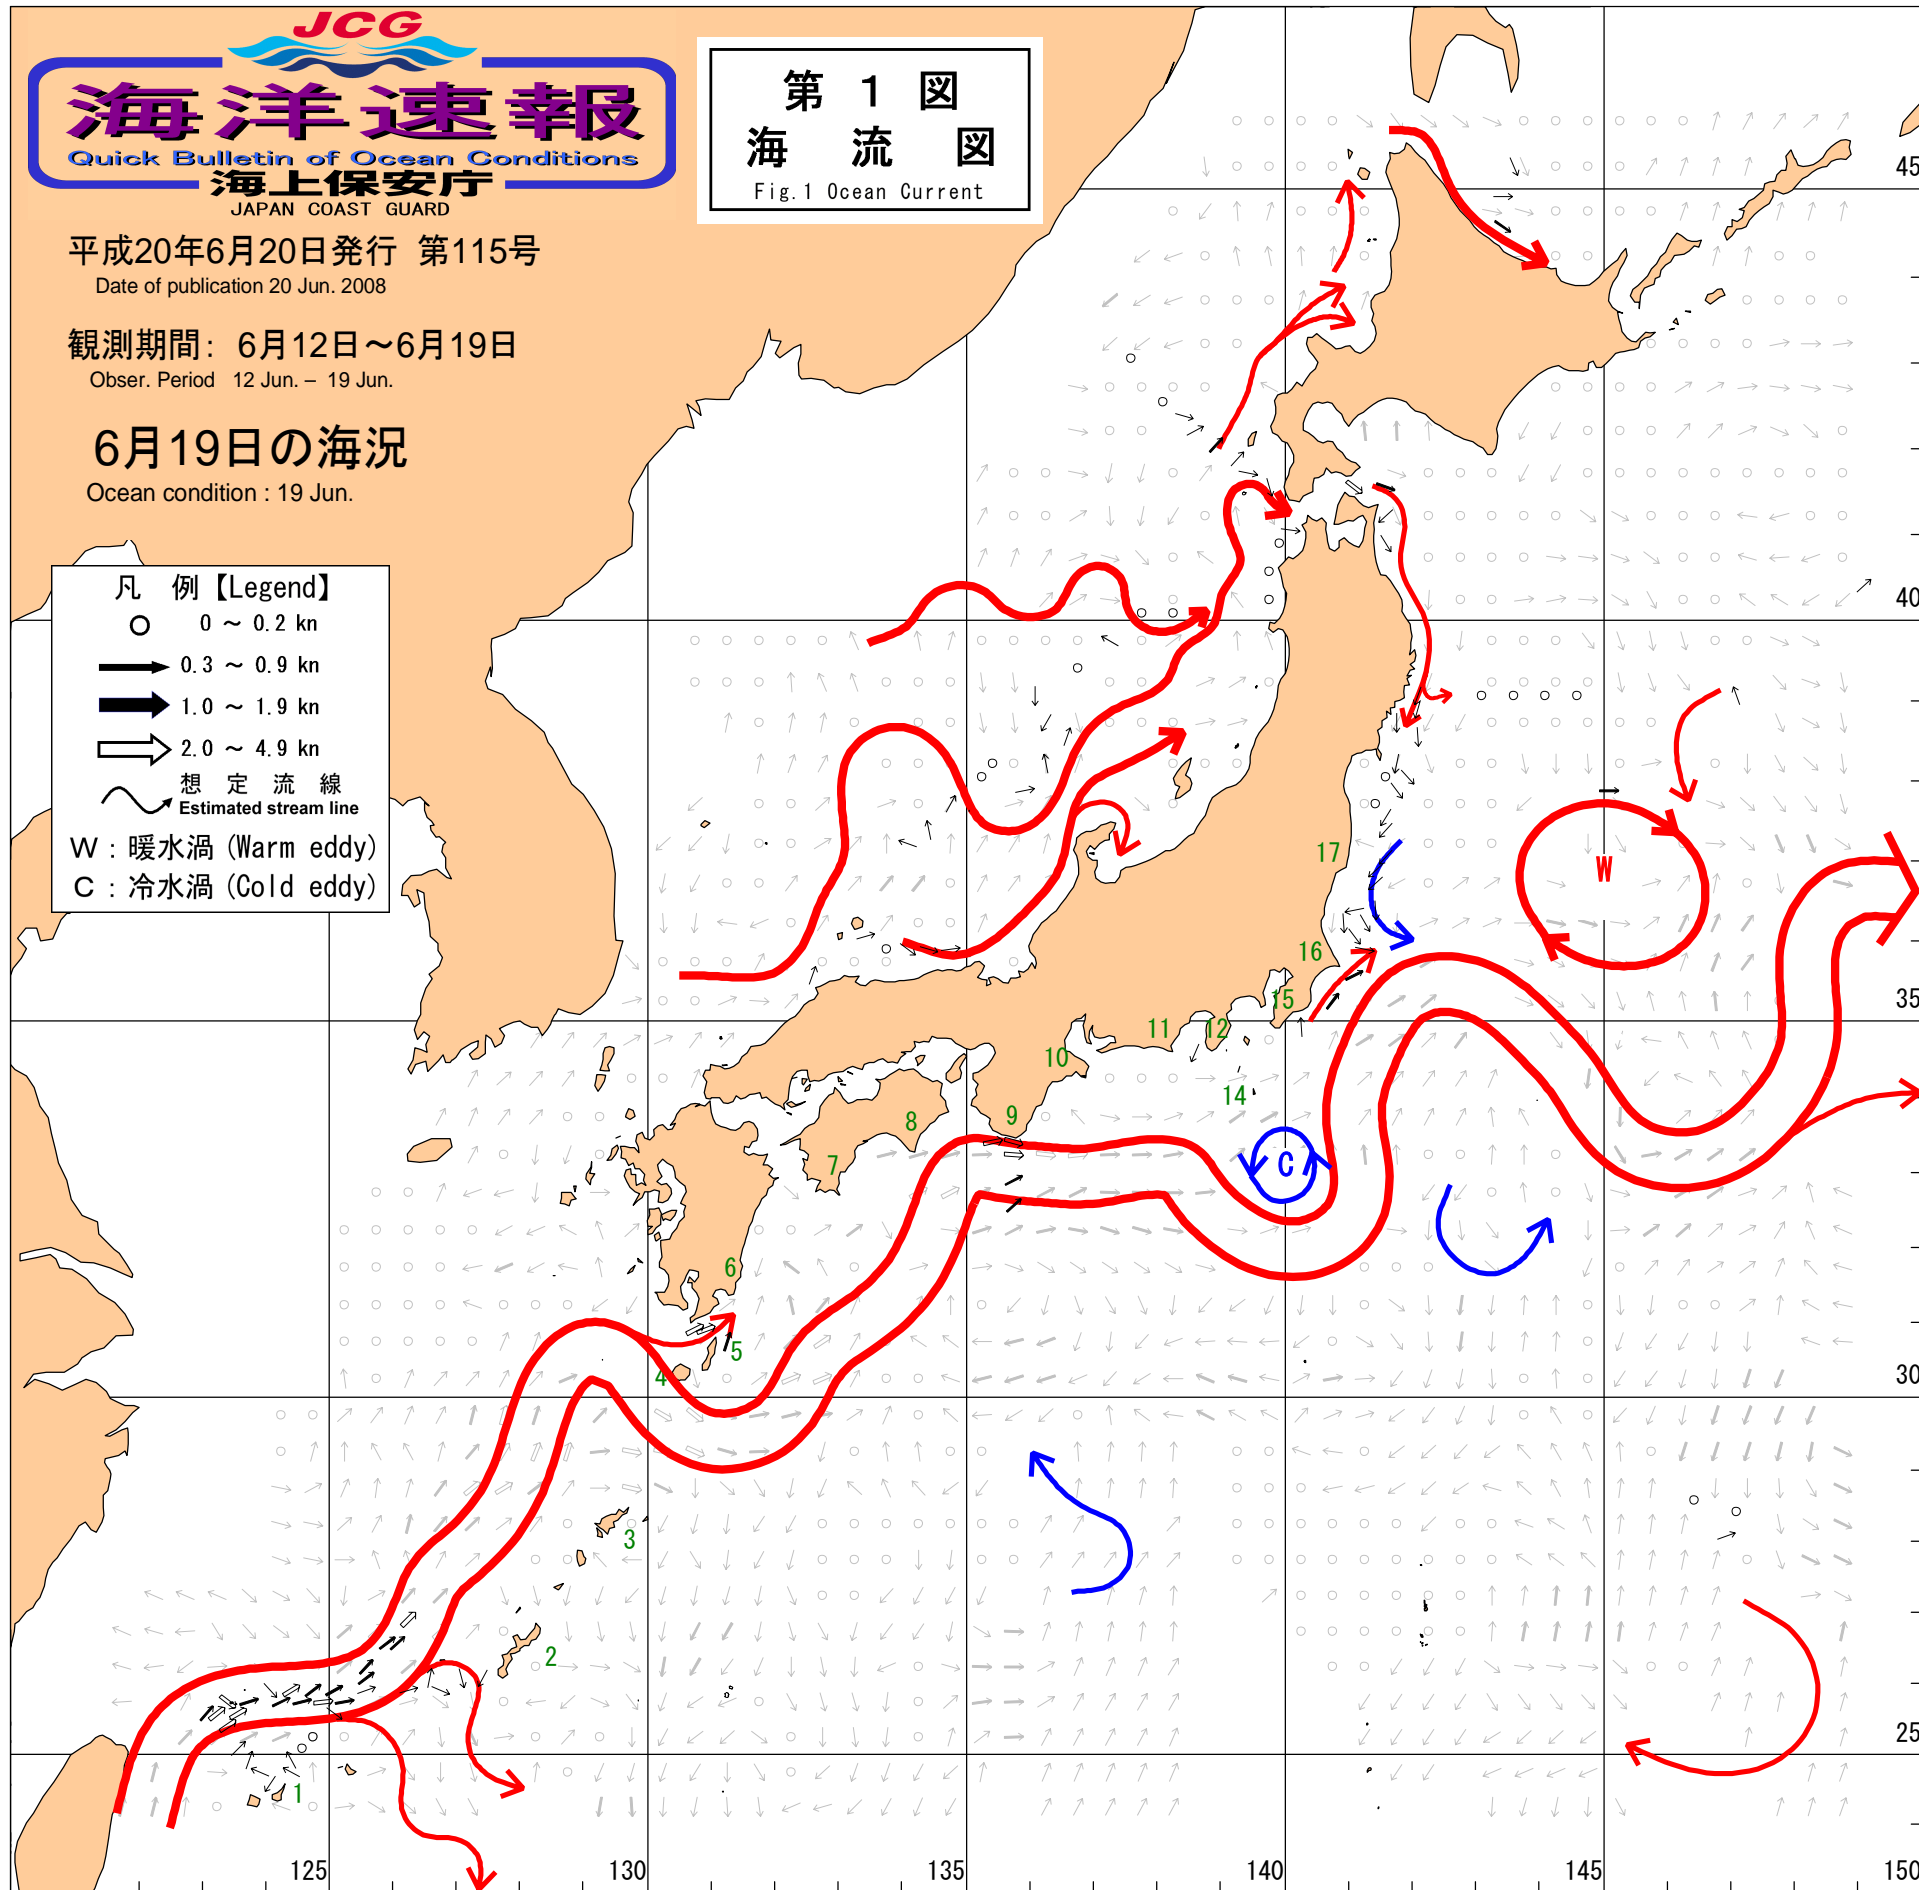 JCG
海洋速報
Quick Bulletin of Ocean Conditions
海上保安庁
JAPAN COAST GUARD
第 1 図
海 流 図
Fig.1 Ocean Current
平成20年6月20日発行 第115号
Date of publication 20 Jun. 2008
観測期間: 6月12日～6月19日
Obser. Period 12 Jun. – 19 Jun.
6月19日の海況
Ocean condition : 19 Jun.
凡 例【Legend】
0 ～ 0.2 kn
0.3 ～ 0.9 kn
1.0 ～ 1.9 kn
2.0 ～ 4.9 kn
想 定 流 線
Estimated stream line
W : 暖水渦 (Warm eddy)
C : 冷水渦 (Cold eddy)
45
40
17
W
16
35
15
11
12
10
14
9
8
7
C
6
5
4
30
3
2
25
1
125
130
135
140
145
150